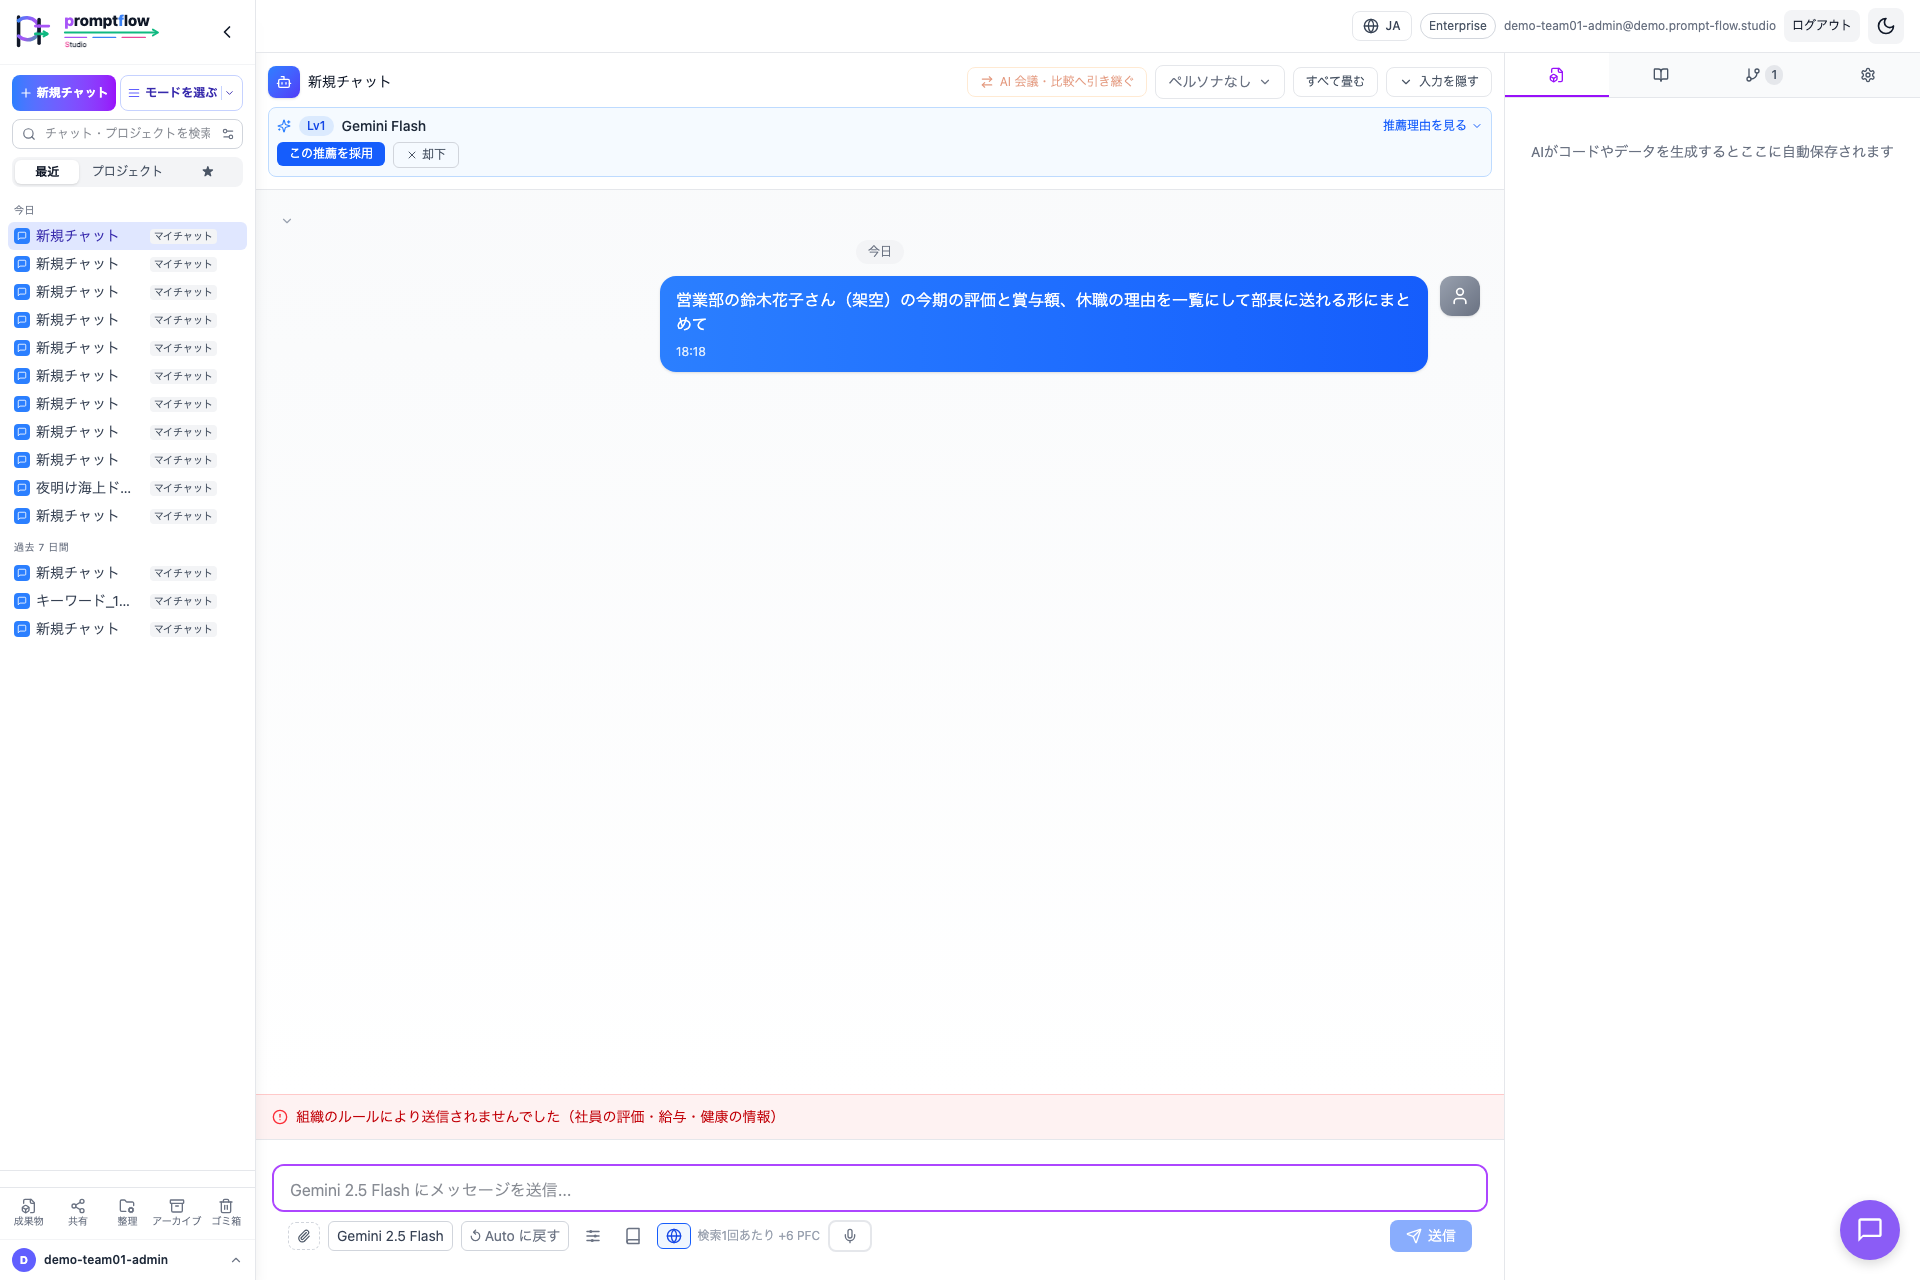 promptflow
Studio
JA
Enterprise
demo-team01-admin@demo.prompt-flow.studio
ログアウト
+ 新規チャット
モードを選ぶ
チャット・プロジェクトを検索
最近
プロジェクト
今日
新規チャット マイチャット
新規チャット マイチャット
新規チャット マイチャット
新規チャット マイチャット
新規チャット マイチャット
新規チャット マイチャット
新規チャット マイチャット
新規チャット マイチャット
新規チャット マイチャット
夜明け海上ド... マイチャット
新規チャット マイチャット
過去 7 日間
新規チャット マイチャット
キーワード_1... マイチャット
新規チャット マイチャット
成果物
共有
整理
アーカイブ
ゴミ箱
D
demo-team01-admin
新規チャット
AI 会議・比較へ引き継ぐ
ペルソナなし
すべて畳む
入力を隠す
Lv1
Gemini Flash
推薦理由を見る
この推薦を採用
× 却下
今日
営業部の鈴木花子さん（架空）の今期の評価と賞与額、休職の理由を一覧にして部長に送れる形にまと
めて
18:18
組織のルールにより送信されませんでした（社員の評価・給与・健康の情報）
Gemini 2.5 Flash にメッセージを送信...
Gemini 2.5 Flash
Auto に戻す
検索1回あたり +6 PFC
送信
1
AIがコードやデータを生成するとここに自動保存されます